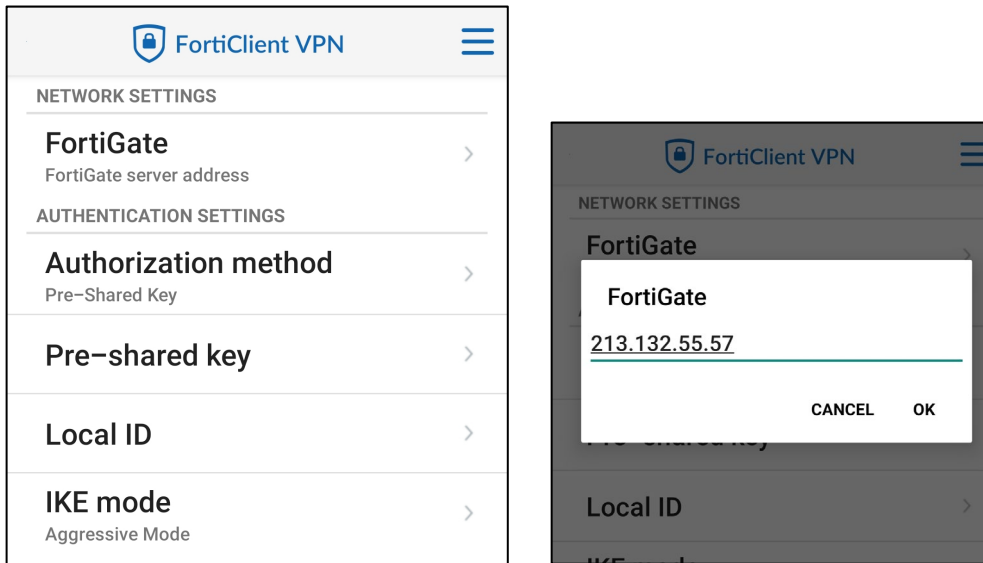 FortiClient VPN
NETWORK SETTINGS
FortiGate
FortiGate server address
AUTHENTICATION SETTINGS
Authorization method
Pre-Shared Key
Pre-shared key
Local ID
IKE mode
Aggressive Mode
FortiClient VPN
NETWORK SETTINGS
FortiGate
FortiGate
213.132.55.57
CANCEL OK
Local ID